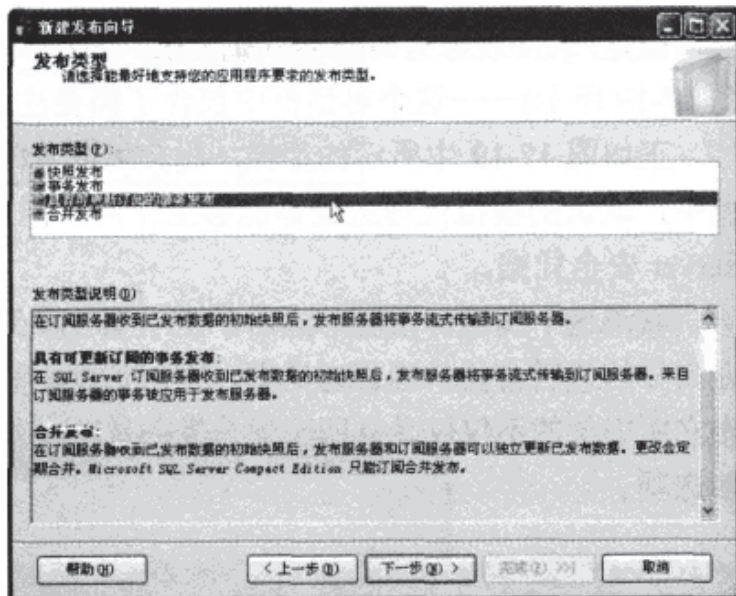 新建发布向导
发布类型
请选择能最好地支持您的应用程序要求的发布类型。
发布类型(P):
快照发布
事务发布
具有可更新订阅的事务发布
合并发布
发布类型说明(D):
在订阅服务器收到已发布数据的初始快照后，发布服务器将事务流式传输到订阅服务器。
具有可更新订阅的事务发布:
在 SQL Server 订阅服务器收到已发布数据的初始快照后，发布服务器将事务流式传输到订阅服务器。来自
订阅服务器的事务被应用于发布服务器。
合并发布:
在订阅服务器收到已发布数据的初始快照后，发布服务器和订阅服务器可以独立更新已发布数据。更改会定
期合并。Microsoft SQL Server Compact Edition 只能订阅合并发布。
帮助(H)
< 上一步(B)
下一步(N) >
完成(F) >>|
取消